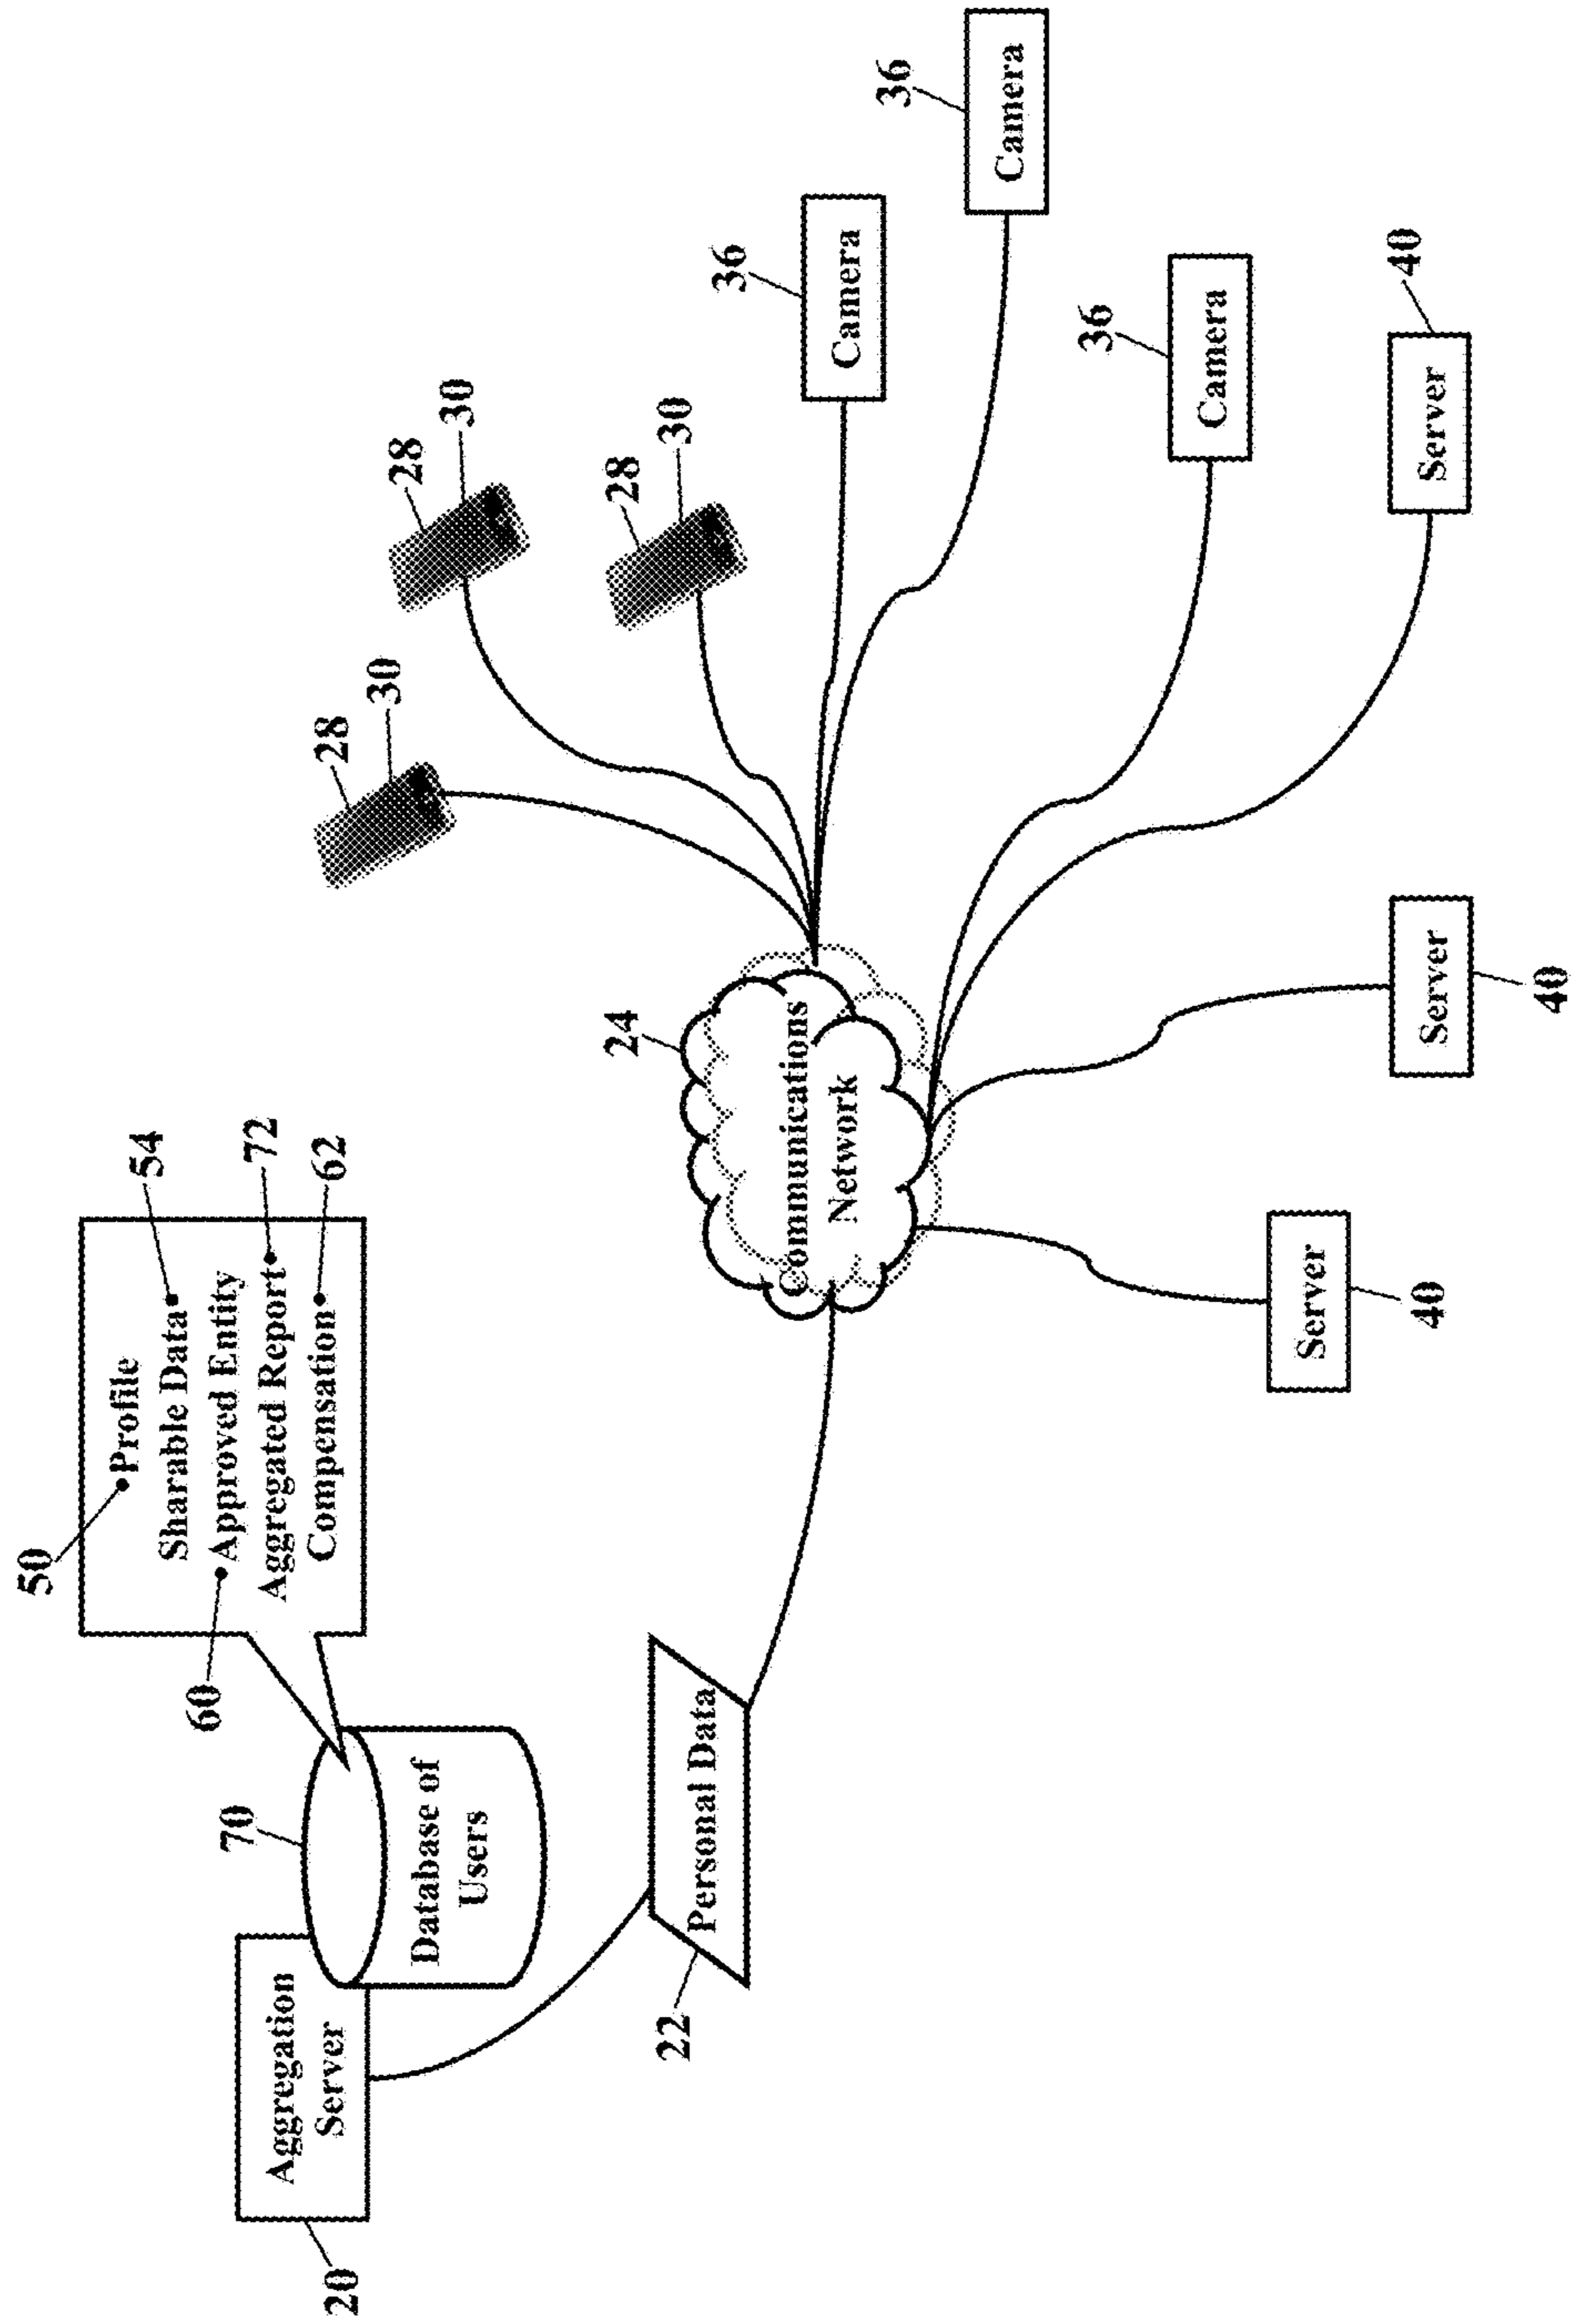 50
Profile
54
Sharable Data
60
Approved Entity
72
Aggregated Report
62
Compensation
70
20
Aggregation
Server
Database of
Users
28
30
28
30
28
30
22
Personal Data
24
Communications
Network
36
Camera
36
Camera
36
Camera
40
Server
40
Server
40
Server